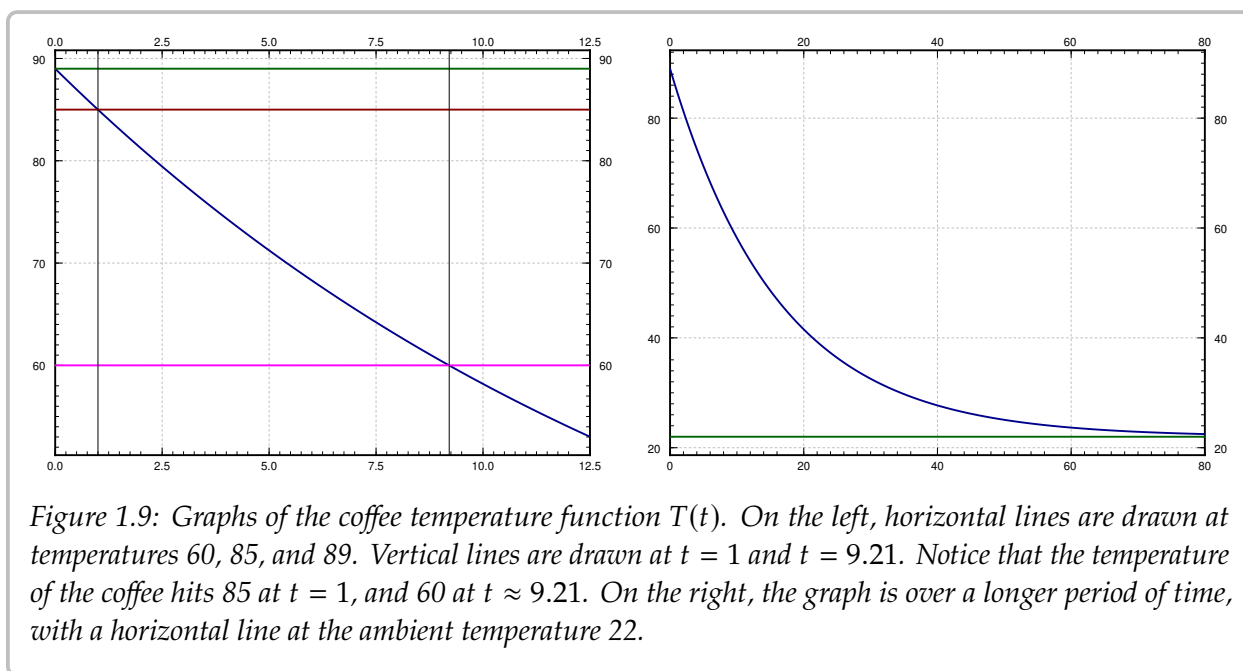 0.0 2.5 5.0 7.5 10.0 12.5
90 90
80 80
70 70
60 60
0.0 2.5 5.0 7.5 10.0 12.5
0 20 40 60 80
80 80
60 60
40 40
20 20
0 20 40 60 80
Figure 1.9: Graphs of the coffee temperature function T(t). On the left, horizontal lines are drawn at
temperatures 60, 85, and 89. Vertical lines are drawn at t = 1 and t = 9.21. Notice that the temperature
of the coffee hits 85 at t = 1, and 60 at t ≈ 9.21. On the right, the graph is over a longer period of time,
with a horizontal line at the ambient temperature 22.